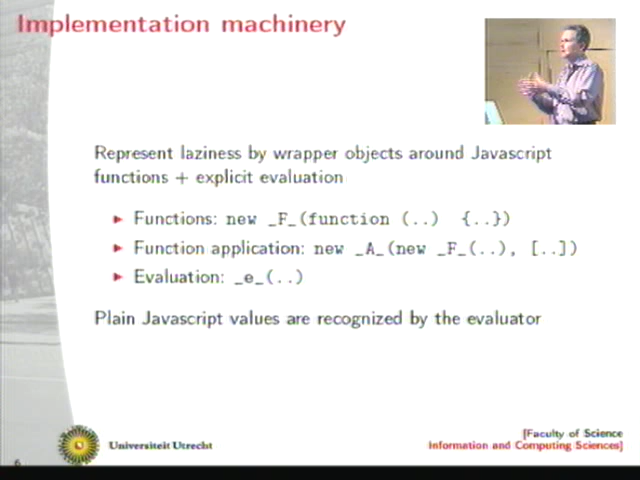 Implementation machinery
Represent laziness by wrapper objects around Javascript
functions + explicit evaluation
Functions: new _F_(function (..) {..})
Function application: new _A_(new _F_(..), [..])
Evaluation: _e_(..)
Plain Javascript values are recognized by the evaluator
Universiteit Utrecht
[Faculty of Science
Information and Computing Sciences]
6